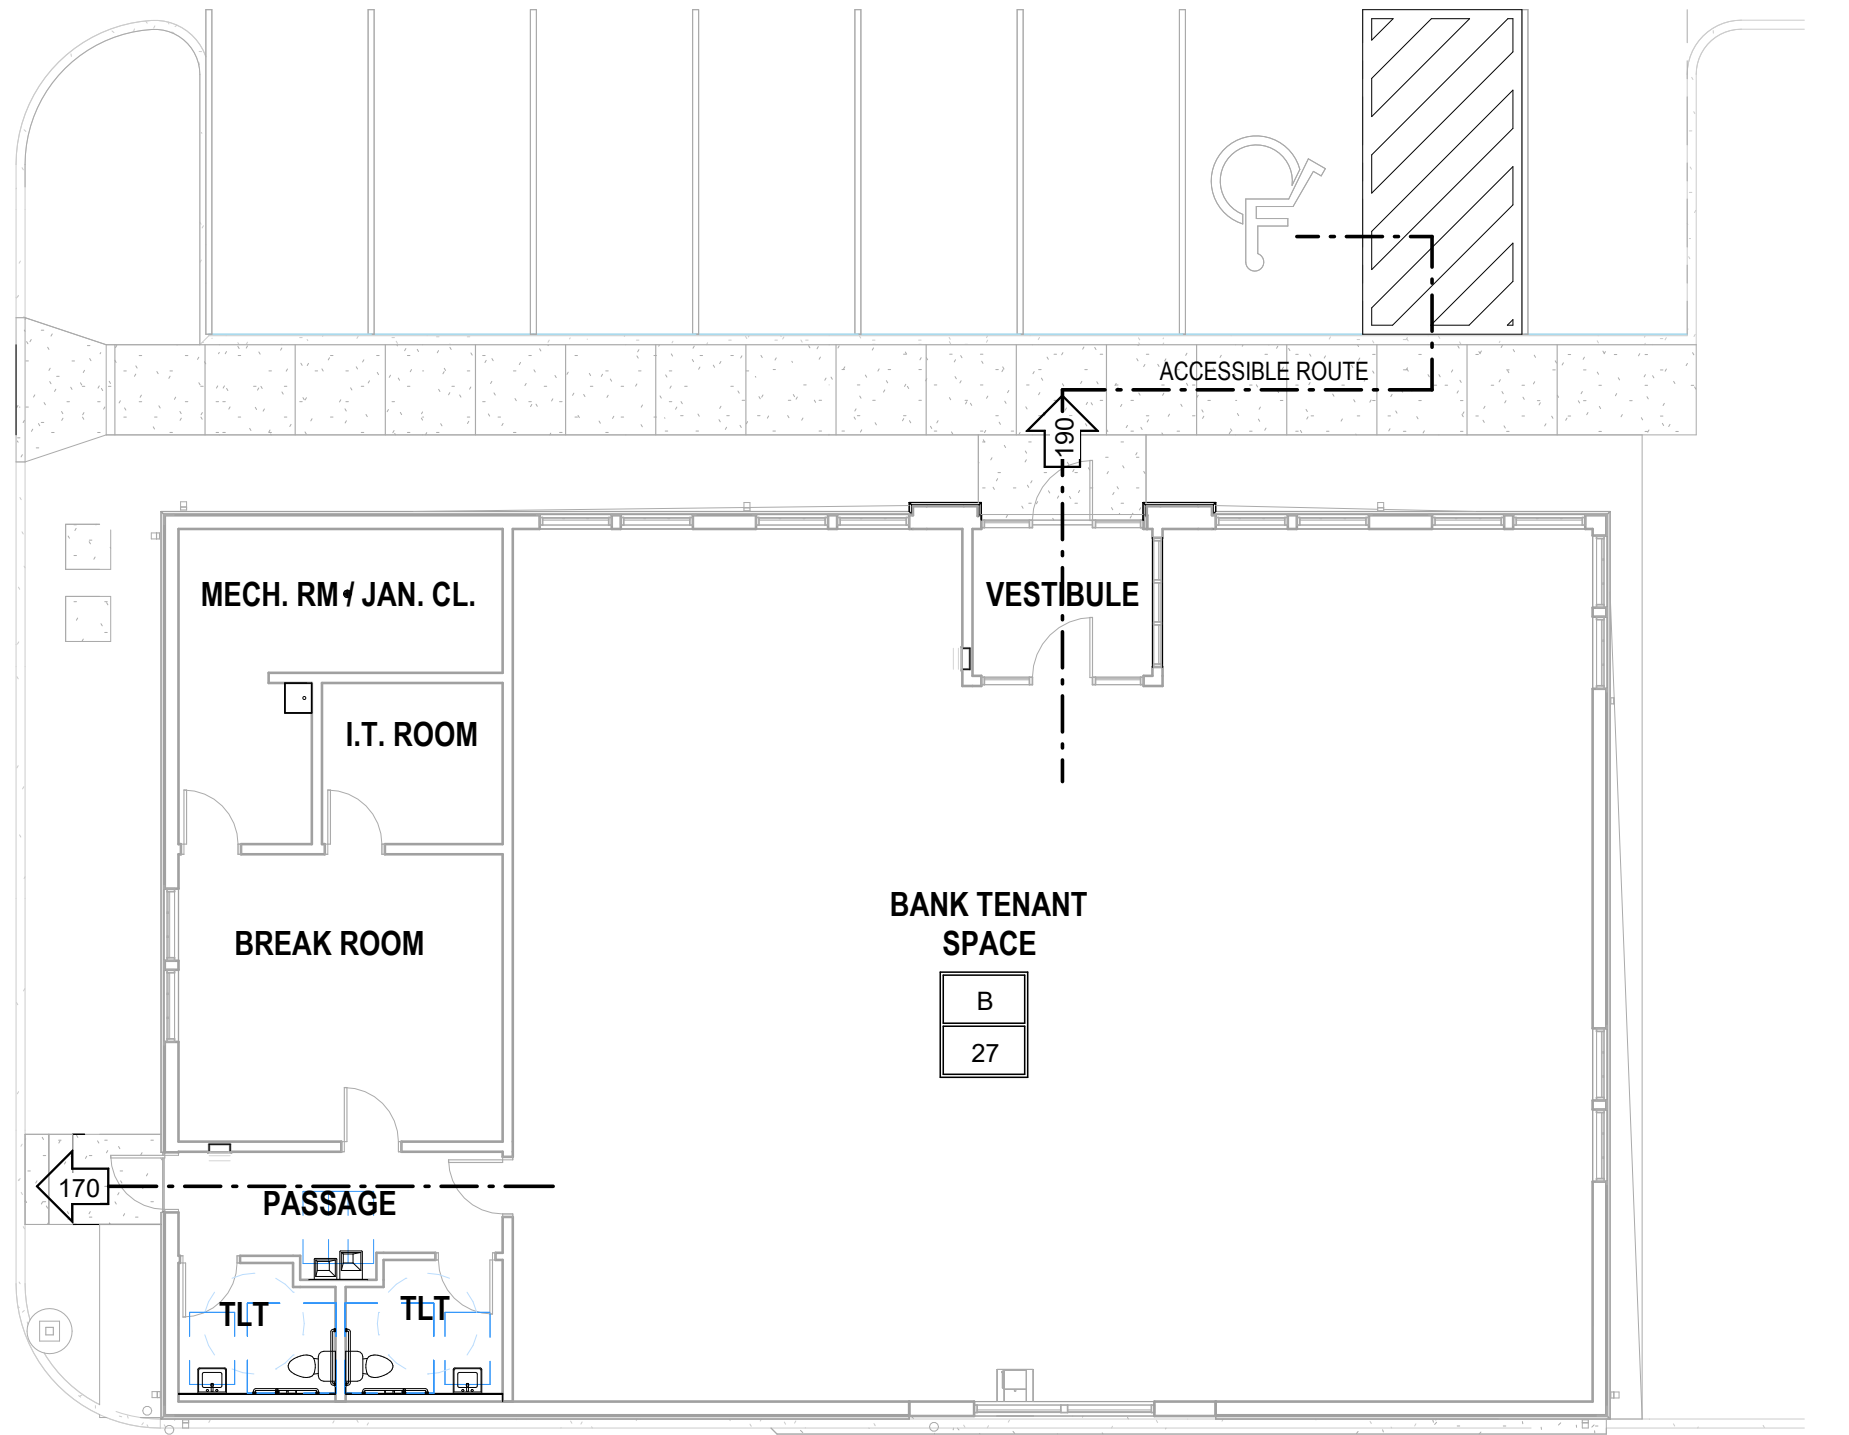 ACCESSIBLE ROUTE
190
MECH. RM / JAN. CL.
VESTIBULE
I.T. ROOM
BANK TENANT
SPACE
BREAK ROOM
B
27
170
PASSAGE
TLT
TLT